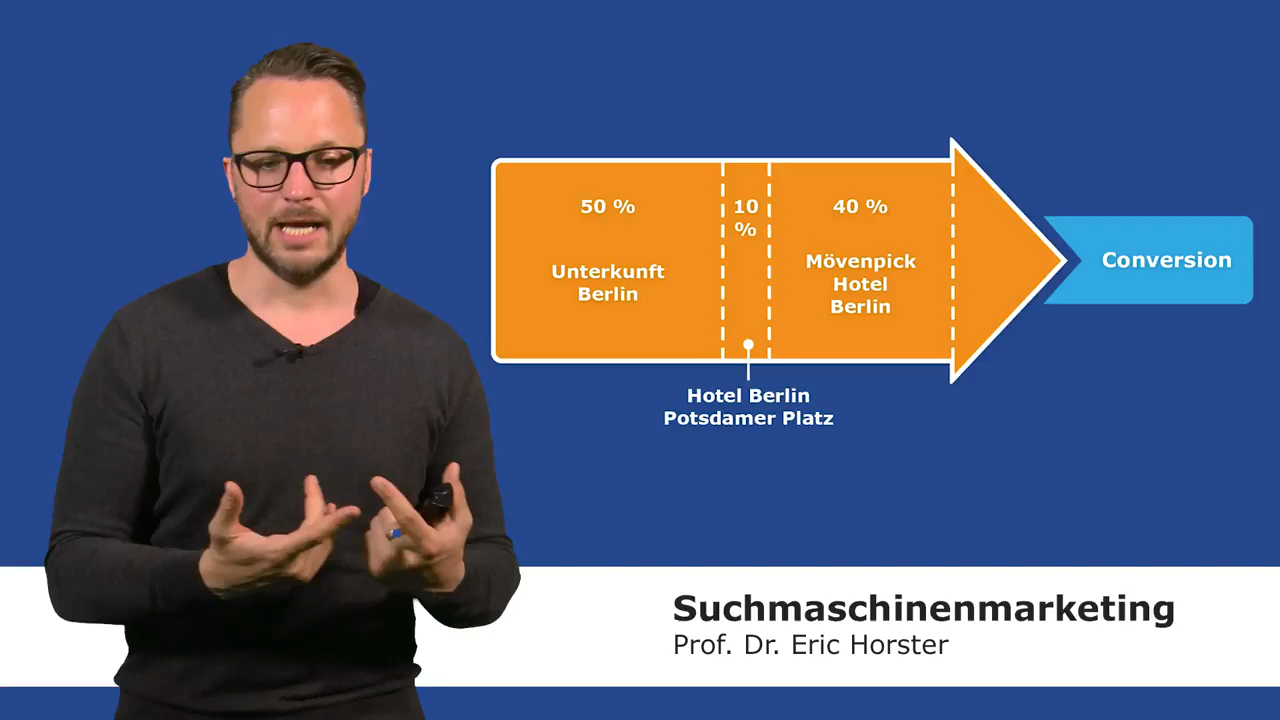 50 %
Unterkunft
Berlin
10
%
40 %
Mövenpick
Hotel
Berlin
Conversion
Hotel Berlin
Potsdamer Platz
Suchmaschinenmarketing
Prof. Dr. Eric Horster